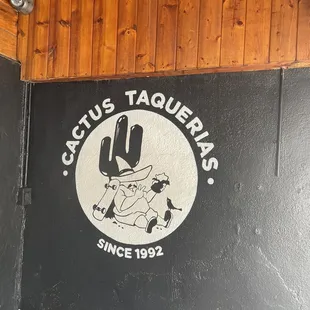 • CACTUS TAQUERIAS •
SINCE 1992